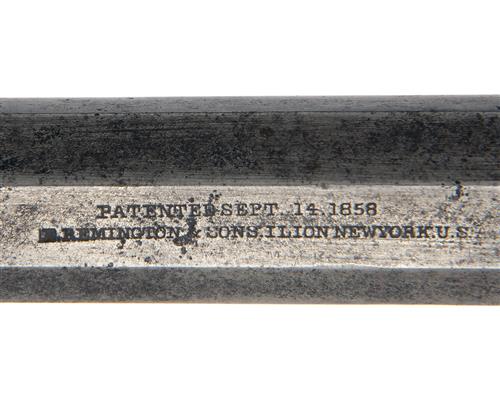 PATENTED SEPT. 14. 1858
E. REMINGTON & SONS. ILION NEW YORK U.S.